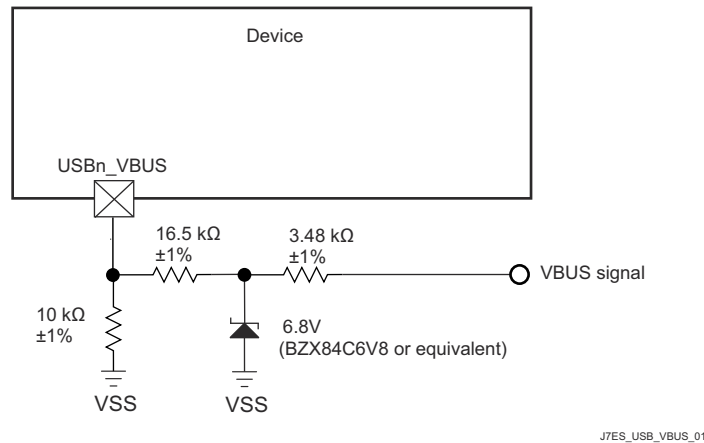 Device
USBn_VBUS
16.5 kΩ
±1%
3.48 kΩ
±1%
VBUS signal
10 kΩ
±1%
6.8V
(BZX84C6V8 or equivalent)
VSS
VSS
J7ES_USB_VBUS_01